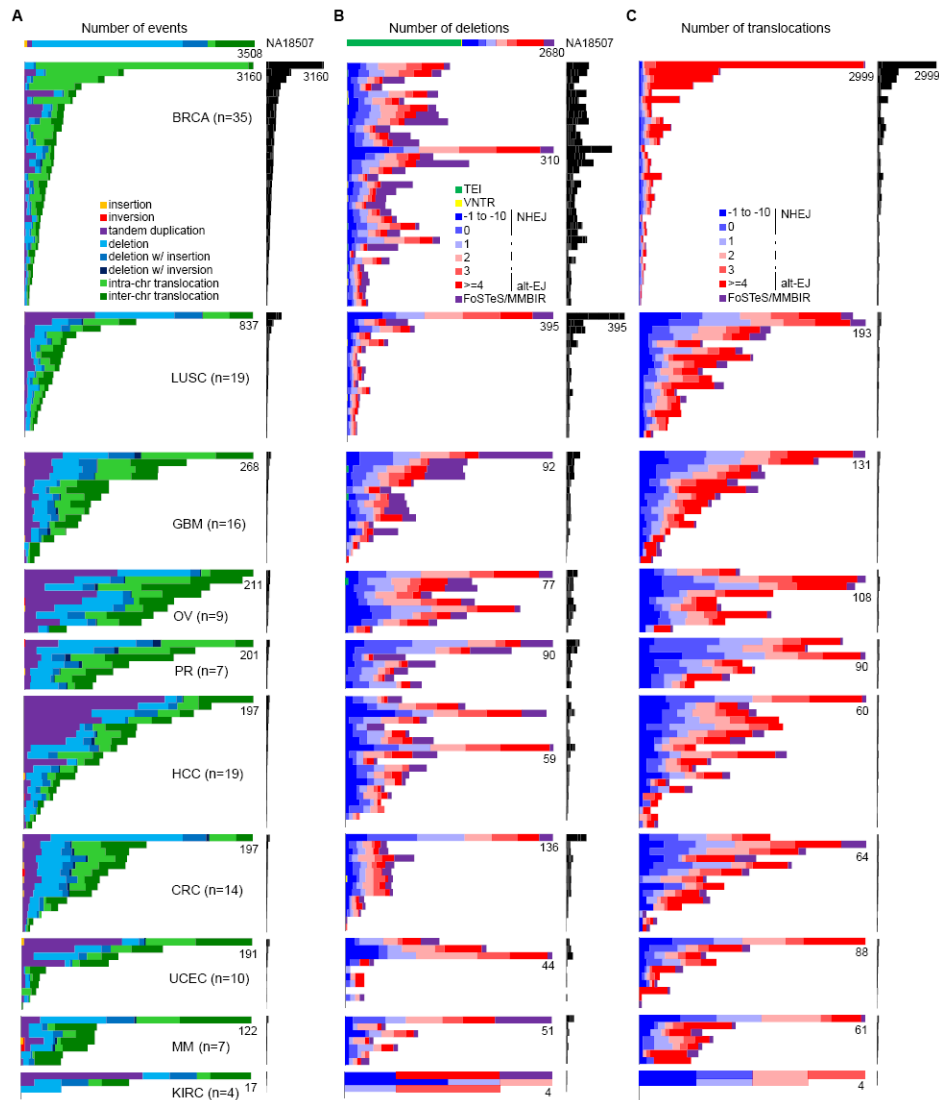 A
B
C
Number of events
Number of deletions
Number of translocations
NA18507
3508
NA18507
2680
3160
3160
2999
2999
BRCA (n=35)
310
insertion
inversion
tandem duplication
deletion
deletion w/ insertion
deletion w/ inversion
intra-chr translocation
inter-chr translocation
TEI
VNTR
-1 to -10
NHEJ
0
1
2
3
>=4
alt-EJ
FoSTeS/MMBIR
-1 to -10
NHEJ
0
1
2
3
>=4
alt-EJ
FoSTeS/MMBIR
837
395
395
193
LUSC (n=19)
268
92
131
GBM (n=16)
211
77
108
OV (n=9)
201
90
90
PR (n=7)
197
60
59
HCC (n=19)
197
136
64
CRC (n=14)
191
44
88
UCEC (n=10)
122
51
61
MM (n=7)
17
4
4
KIRC (n=4)